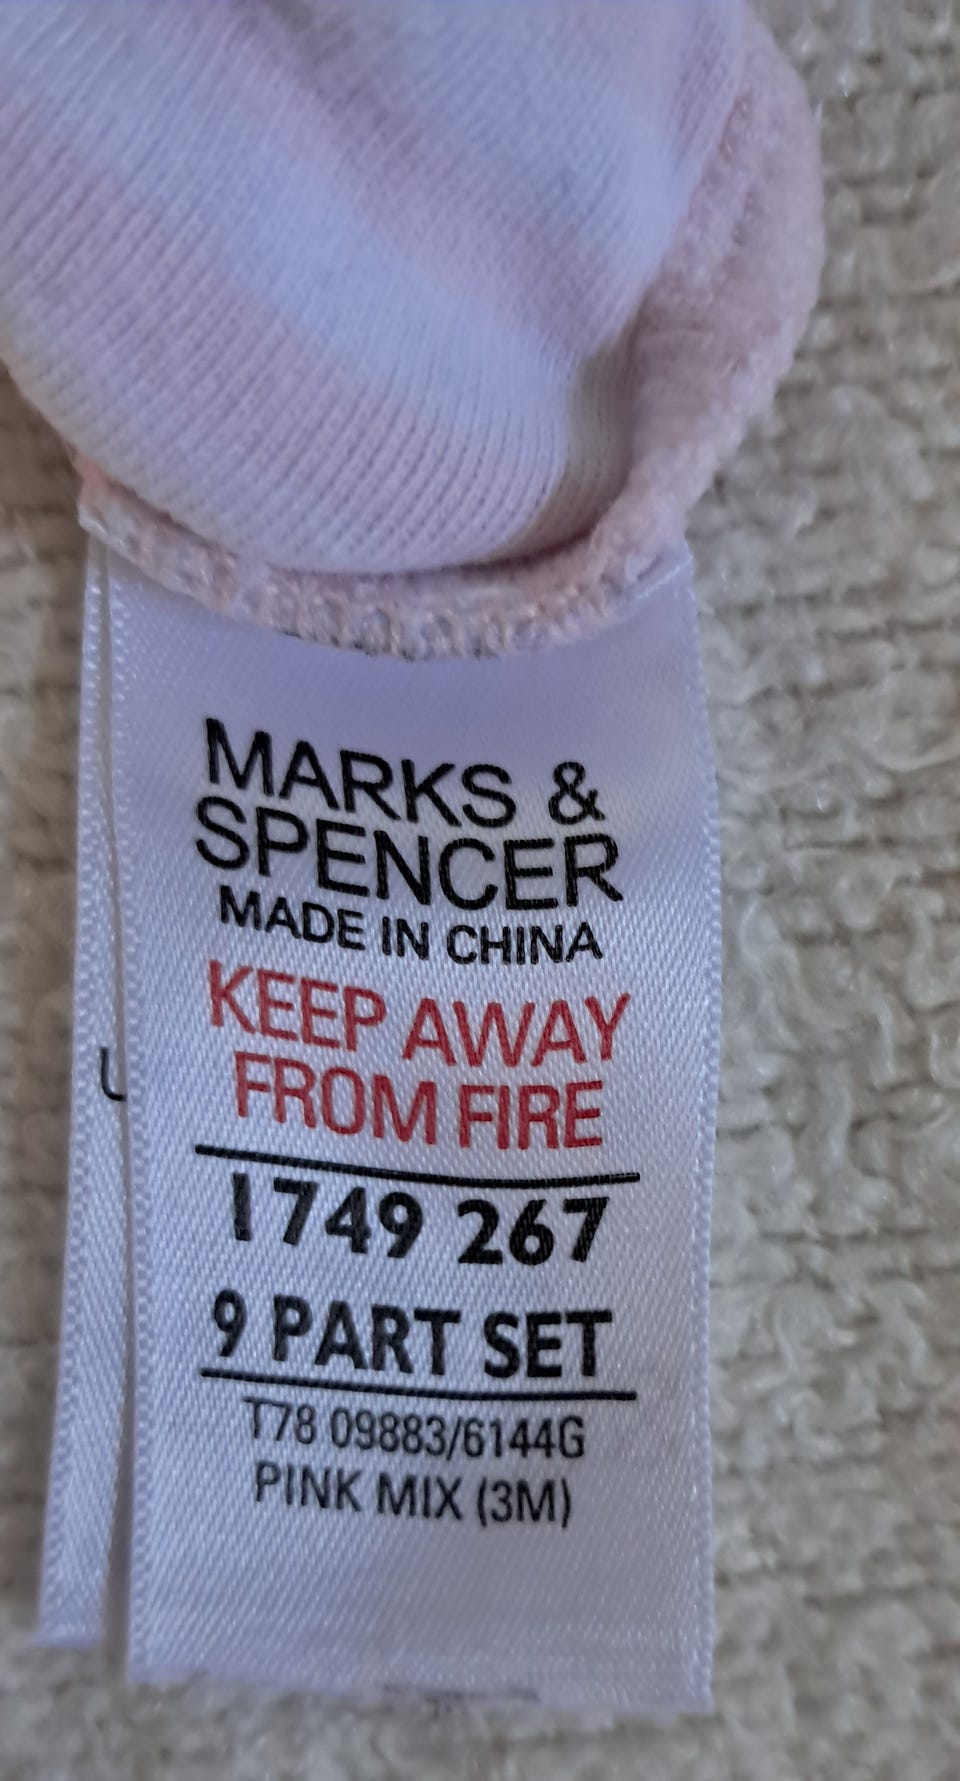 MARKS &
SPENCER
MADE IN CHINA
KEEP AWAY
FROM FIRE
1749 267
9 PART SET
T78 09883/6144G
PINK MIX (3M)